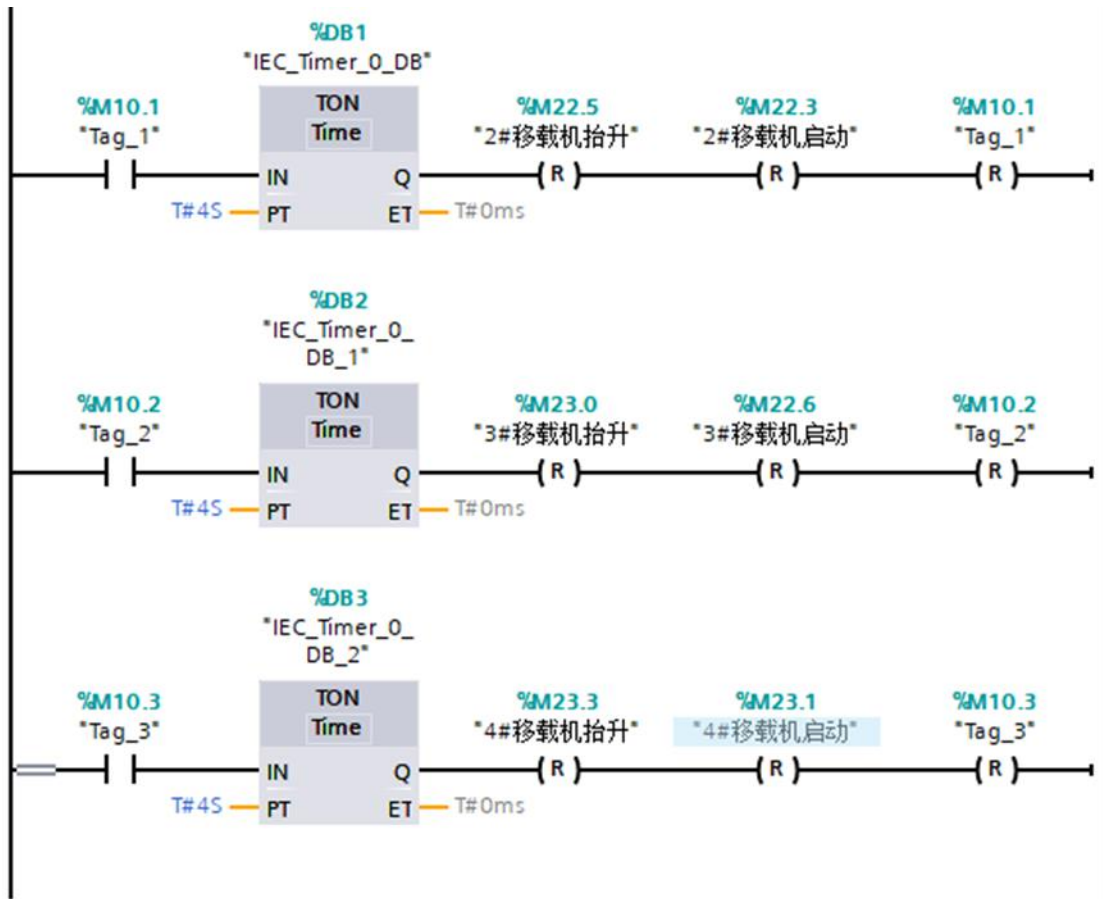 %DB1
"IEC_Timer_0_DB"
%M10.1
"Tag_1"
TON
Time
%M22.5
"2#移载机抬升"
%M22.3
"2#移载机启动"
%M10.1
"Tag_1"
IN
Q
( R )
( R )
( R )
T#4S
PT
ET
T#0ms
%DB2
"IEC_Timer_0_
DB_1"
%M10.2
"Tag_2"
TON
Time
%M23.0
"3#移载机抬升"
%M22.6
"3#移载机启动"
%M10.2
"Tag_2"
IN
Q
( R )
( R )
( R )
T#4S
PT
ET
T#0ms
%DB3
"IEC_Timer_0_
DB_2"
%M10.3
"Tag_3"
TON
Time
%M23.3
"4#移载机抬升"
%M23.1
"4#移载机启动"
%M10.3
"Tag_3"
IN
Q
( R )
( R )
( R )
T#4S
PT
ET
T#0ms